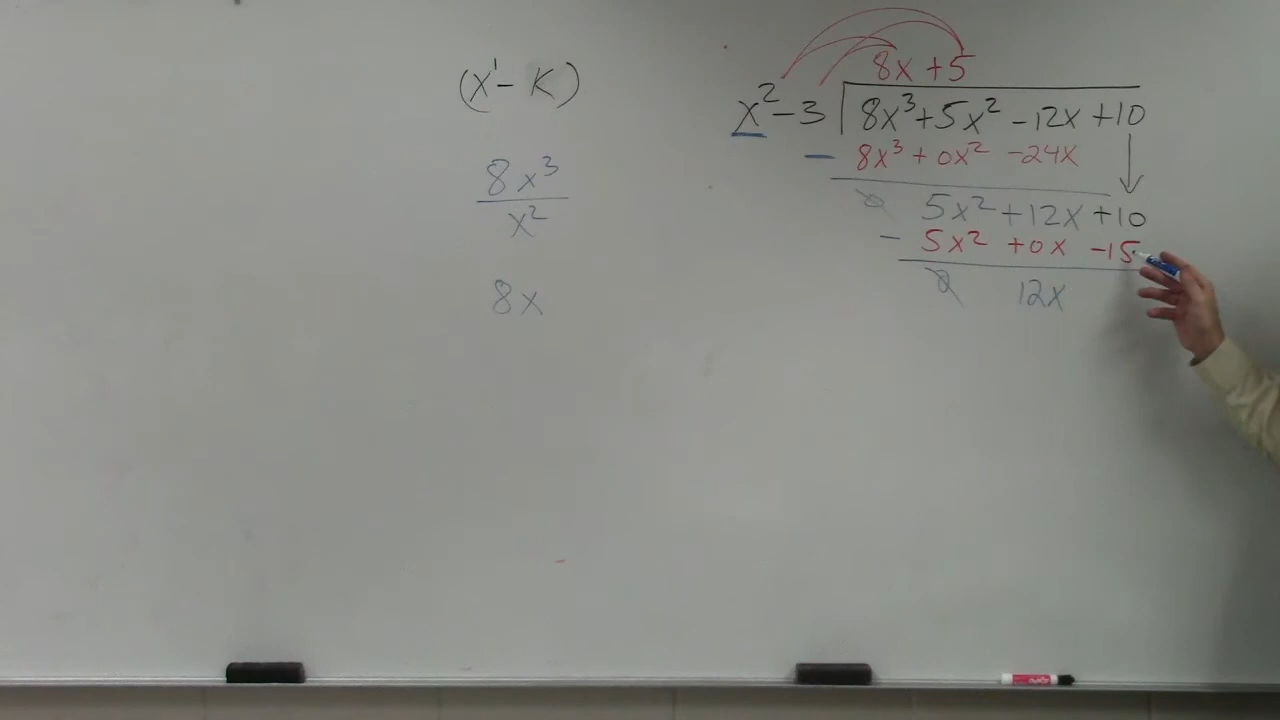 (x¹ - K)
8x³
x²
8x
8x + 5
x² - 3 8x³ + 5x² - 12x + 10
- 8x³ + 0x² - 24x
0 5x² + 12x + 10
- 5x² + 0x - 15
0 12x